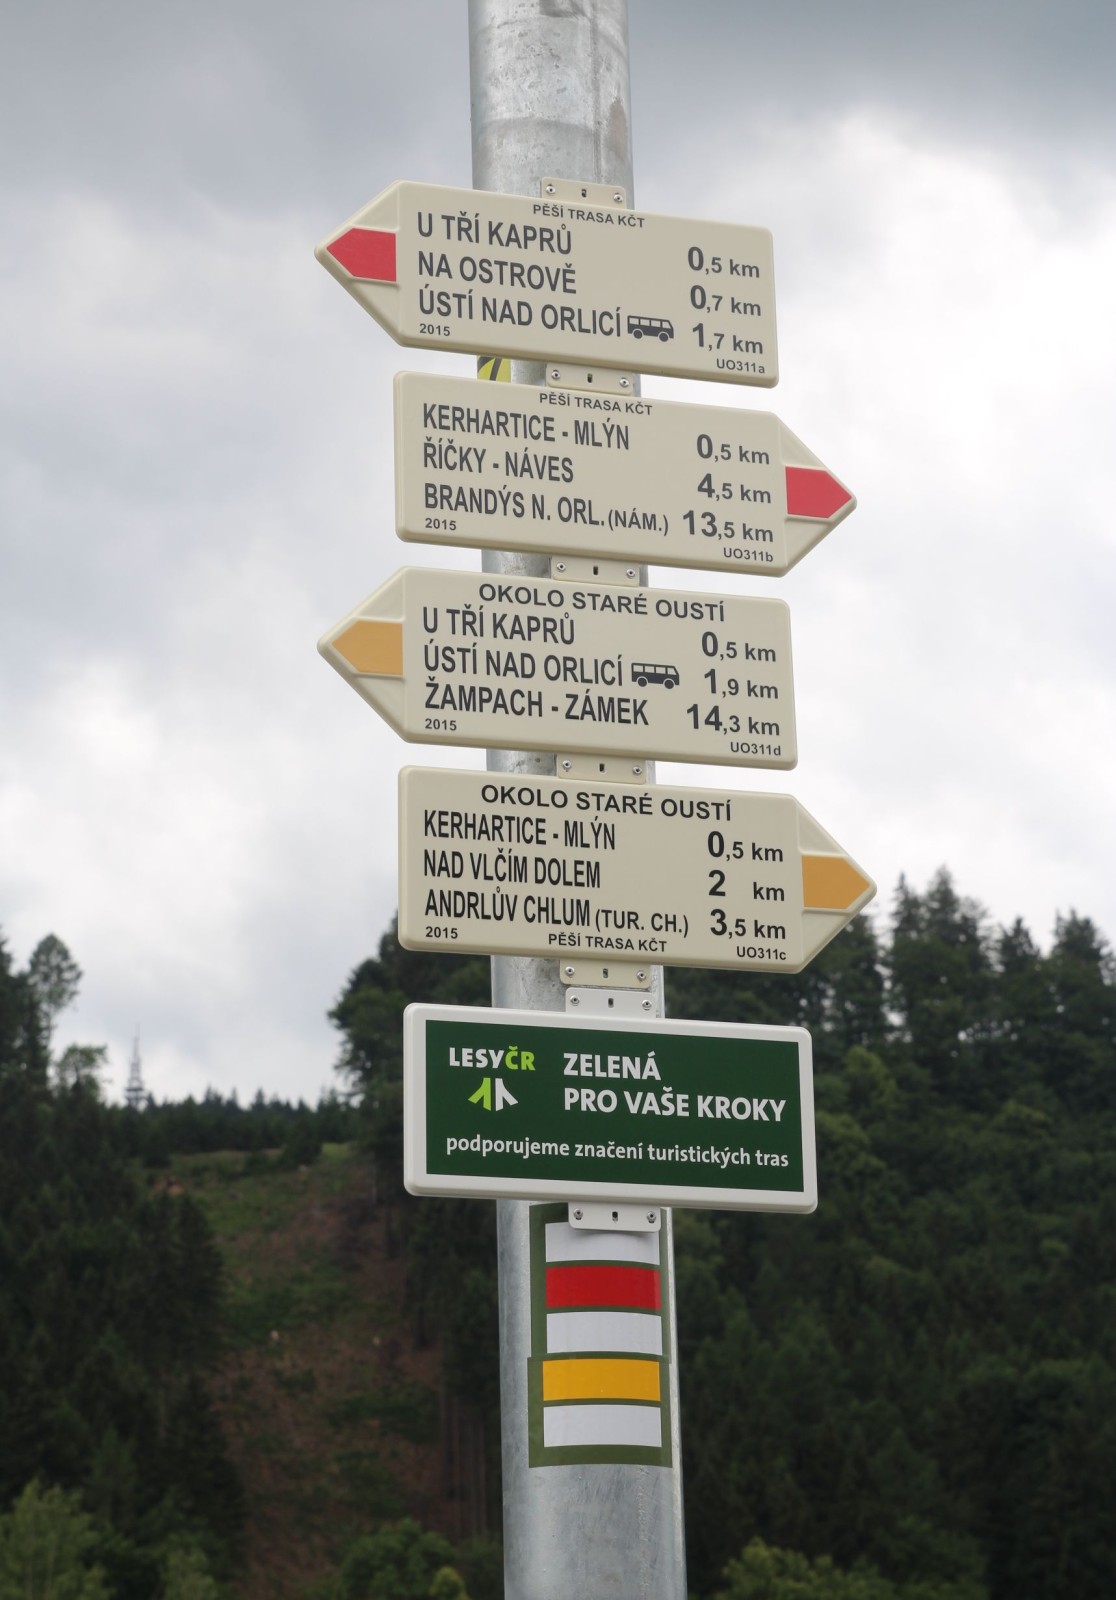 PĚŠÍ TRASA KČT
U TŘÍ KAPRŮ 0,5 km
NA OSTROVĚ 0,7 km
ÚSTÍ NAD ORLICÍ 1,7 km
2015 UO311a
PĚŠÍ TRASA KČT
KERHARTICE - MLÝN 0,5 km
ŘÍČKY - NÁVES 4,5 km
BRANDÝS N. ORL. (NÁM.) 13,5 km
2015 UO311b
OKOLO STARÉ OUSTÍ
U TŘÍ KAPRŮ 0,5 km
ÚSTÍ NAD ORLICÍ 1,9 km
ŽAMPACH - ZÁMEK 14,3 km
2015 UO311d
OKOLO STARÉ OUSTÍ
KERHARTICE - MLÝN 0,5 km
NAD VLČÍM DOLEM 2 km
ANDRLŮV CHLUM (TUR. CH.) 3,5 km
2015 PĚŠÍ TRASA KČT UO311c
LESYČR ZELENÁ
PRO VAŠE KROKY
podporujeme značení turistických tras